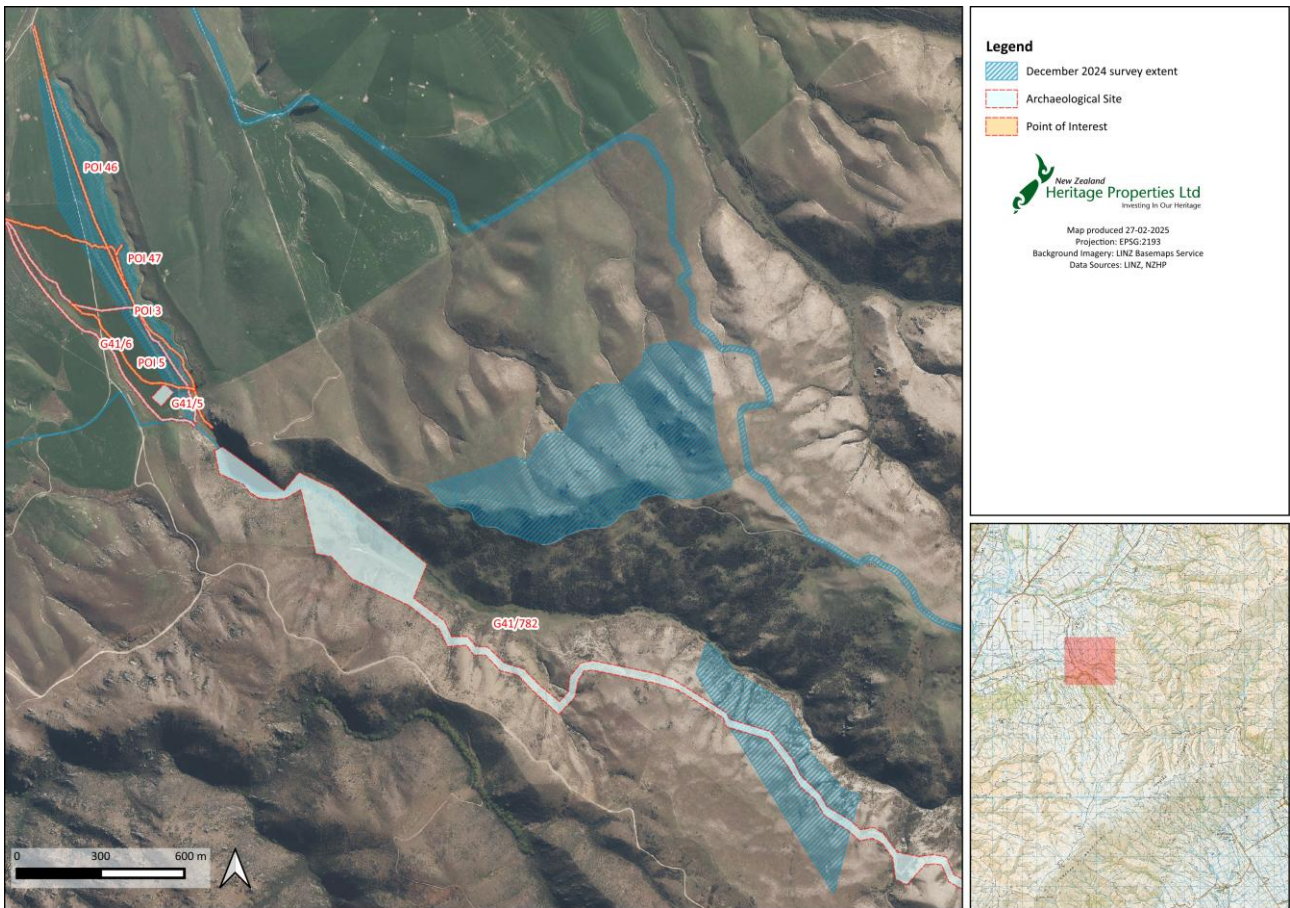 POI 46
POI 47
POI 3
G41/6
POI 5
G41/5
G41/782
0 300 600 m
Legend
December 2024 survey extent
Archaeological Site
Point of Interest
New Zealand
Heritage Properties Ltd
Investing In Our Heritage
Map produced 27-02-2025
Projection: EPSG:2193
Background Imagery: LINZ Basemaps Service
Data Sources: LINZ, NZHP